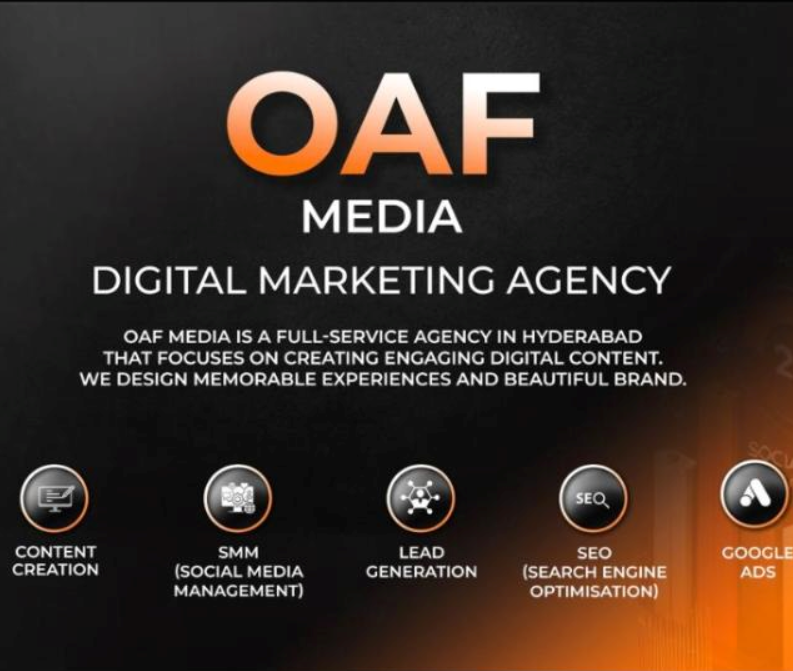 OAF
MEDIA
DIGITAL MARKETING AGENCY
OAF MEDIA IS A FULL-SERVICE AGENCY IN HYDERABAD
THAT FOCUSES ON CREATING ENGAGING DIGITAL CONTENT.
WE DESIGN MEMORABLE EXPERIENCES AND BEAUTIFUL BRAND.
CONTENT
CREATION
SMM
(SOCIAL MEDIA
MANAGEMENT)
LEAD
GENERATION
SEO
SEO
(SEARCH ENGINE
OPTIMISATION)
GOOGLE
ADS